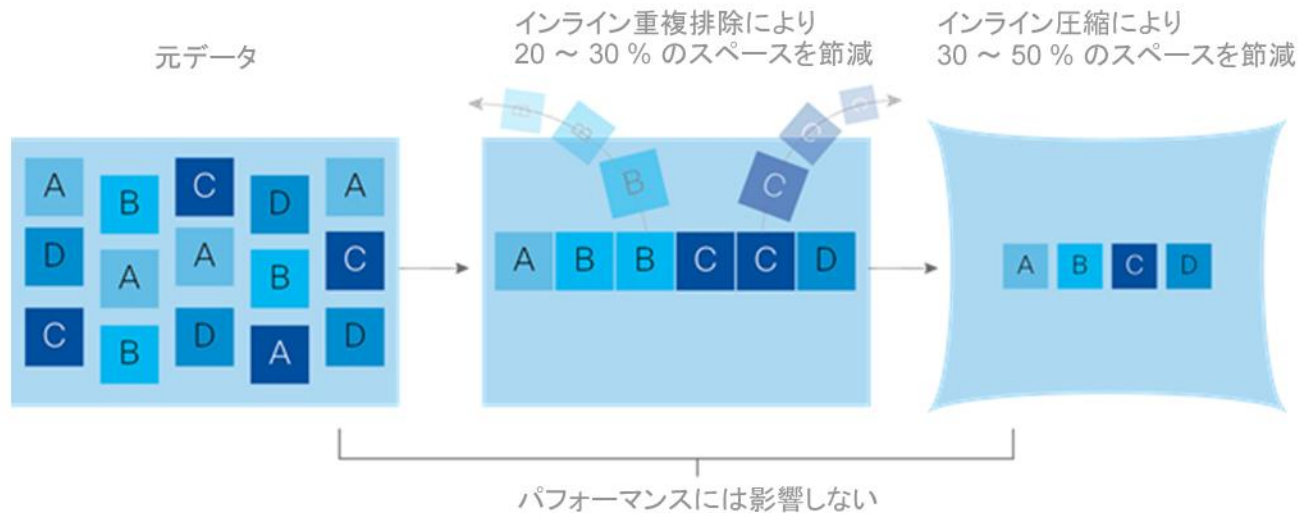 元データ
インライン重複排除により
20 ～ 30 % のスペースを節減
インライン圧縮により
30 ～ 50 % のスペースを節減
A B C D A
D A A B C
C B D A D
B B B
C C C
A B B C C D
A B C D
パフォーマンスには影響しない